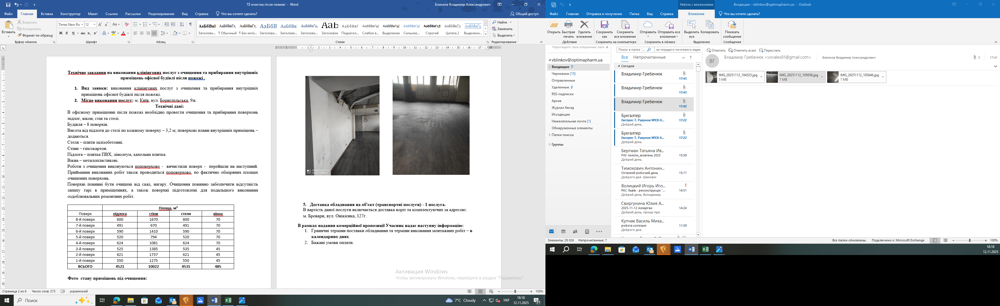 ТЗ очистка після пожежі - Word
Блинков Владимир Александрович
Файл Главная Вставка Конструктор Макет Ссылки Рассылки Рецензирование Вид Справка Что вы хотите сделать? Общий доступ
Вставить
Вырезать
Копировать
Формат по образцу
Буфер обмена
Times New Ro 12
Шрифт
Абзац
АаБбВвІ АаБбВвГг, АаБбВвГг, АаБбВ АаБбВв АаБбВвГг, АаЬ АаБбВвГ АаБбВвГг, АаБбВвГг, АаБбВвГг, АаБбВвГгД АаБбВвГг, АаБбВвГг,
Заголово... ¶ Обычный ¶ Без инте... Заголово... Заголово... Заголово... Заголовок Подзагол... Слабое в... Выделение Сильное... Строгий Цитата 2 Выделенн...
Стили
Найти
Заменить
Выделить
Редактирование
Технічне завдання на виконання клінінгових послуг з очищення та прибирання внутрішніх
приміщень офісної будівлі після пожежі .
1. Вид заявки: виконання клінінгових послуг з очищення та прибирання внутрішніх
приміщень офісної будівлі після пожежі.
2. Місце виконання послуг: м. Київ, вул. Бориспільська, 9ж.
Технічні дані:
В офісному приміщенні після пожежі необхідно провести очищення та прибирання поверхонь
підлог, вікон, стін та стелі.
Будівля – 8 поверхів.
Висота від підлоги до стелі по кожному поверху – 3,2 м; поверхові плани внутрішніх приміщень –
додаються.
Стеля – плити залізобетонні.
Стіни – гіпсокартон.
Підлога – плитка ПВХ, лінолеум, кахельна плитка.
Вікна – металопластикові.
Роботи з очищення виконуються поповерхово - вичистили поверх - перейшли на наступний.
Приймання виконаних робіт також проводиться поповерхово, по фактично обміряних площах
очищених поверхонь.
Поверхні повинні бути очищені від сажі, нагару. Очищення повинно забезпечити відсутність
запаху гарі в приміщеннях, а також поверхні підготовлені для подальшого виконання
оздоблювальних ремонтних робіт.
Площа, м²
Поверх підлога стіни стеля вікна
8-й поверх 600 1670 600 70
7-й поверх 491 670 491 70
6-й поверх 590 1410 590 70
5-й поверх 520 794 520 70
4-й поверх 624 1081 624 70
3-й поверх 525 1385 535 45
2-й поверх 621 1737 621 45
1-й поверх 550 1275 550 45
ВСЬОГО 4521 10022 4531 485
Фото стану приміщень під очищення:
5. Доставка обладнання на об'єкт (транспортні послуги) - 1 послуга.
В вартість даної послуги включається доставка воріт та комплектуючих за адресою:
м. Бровари, вул. Онікієнка, 127г.
В рамках надання комерційної пропозиції Учасник надає наступну інформацію:
1. Граничні терміни поставки обладнання та терміни виконання монтажних робіт – в
календарних днях.
2. Бажані умови оплати.
Активация Windows
Чтобы активировать Windows, перейдите в раздел "Параметры".
Страница 2 из 6 Число слов: 273 украинский 100%
Поиск
7°C Cloudy УКР 18:18
12.11.2025
21
Работа с вложениями
Входящие - vblinkov@optimapharm.ua - Outlook
Файл Главная Отправка и получение Папка Вид Справка Вложения Что вы хотите сделать?
Открыть Быстрая печать Удалить вложение
Действия
Сохранить как Сохранить все вложения
Сохранить на компьютере
Отправить Отправить все вложения
Сохранить в облако
Выделить все Копировать
Выделение
Показать сообщение
Сообщение
Перетащите свои избранные папк
vblinkov@optimapharm.ua
Входящие 7
Черновики [15]
Отправленные
Удаленные 2
RSS-подписки
Архив
Журнал бесед
Исходящие
Нежелательная почта [1]
Обнаруженные элементы
Папки поиска
Группы
Поиск в папке "... из текущего почтового ящик
Все Непрочитанные
Сегодня
Владимир Гребенюк
17:43
Владимир Гребенюк
17:43
Владимир Гребенюк
17:42
Бухгалтер
Експрес-Т, Рахунок №ЕХ-0... 17:22
Добрий день.
Бухгалтер
Експрес-Т, Рахунок №ЕХ-0... 17:22
Добрий день.
Бергман Татьяна Ив...
FW: пелети_жовтень 2025 15:59
Добрий день.
Тимохович Антонин...
Останній робочий день 15:17
Доброго дня Шановні
Волицкий Игорь Иго...
РАС Львів - реконструкція "... 14:51
Добрий день, Володимир.
Свиргунина Юлия А...
2025-11-12 Алларган 14:24
Добрий день, прошу при
Купчак Василь Миха...
робота котельні 11:59
Доброго дня.
Ответить Ответить всем Переслать
ВГ
Владимир Гребенюк <vovalex81@gmail.com>
Блинков Владимир Александрович
3 17:41
IMG_20251112_104325.jpg
5 MB
IMG_20251112_105658.jpg
7 MB
IMG_20251112_105646.jpg
7 MB
Элементы: 28 026 Непрочитанные: 7
Все папки обновлены. Подключено к: Microsoft Exchange 100%
18:18
12.11.2025